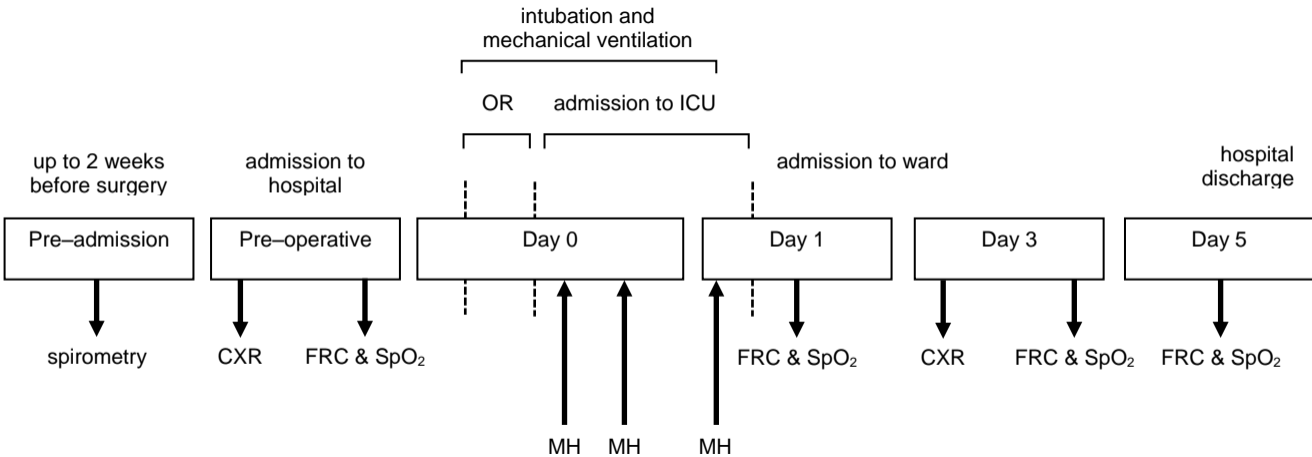 intubation and
mechanical ventilation
OR
admission to ICU
up to 2 weeks
before surgery
admission to
hospital
admission to ward
hospital
discharge
Pre–admission
Pre–operative
Day 0
Day 1
Day 3
Day 5
spirometry
CXR
FRC & SpO₂
FRC & SpO₂
CXR
FRC & SpO₂
FRC & SpO₂
MH
MH
MH